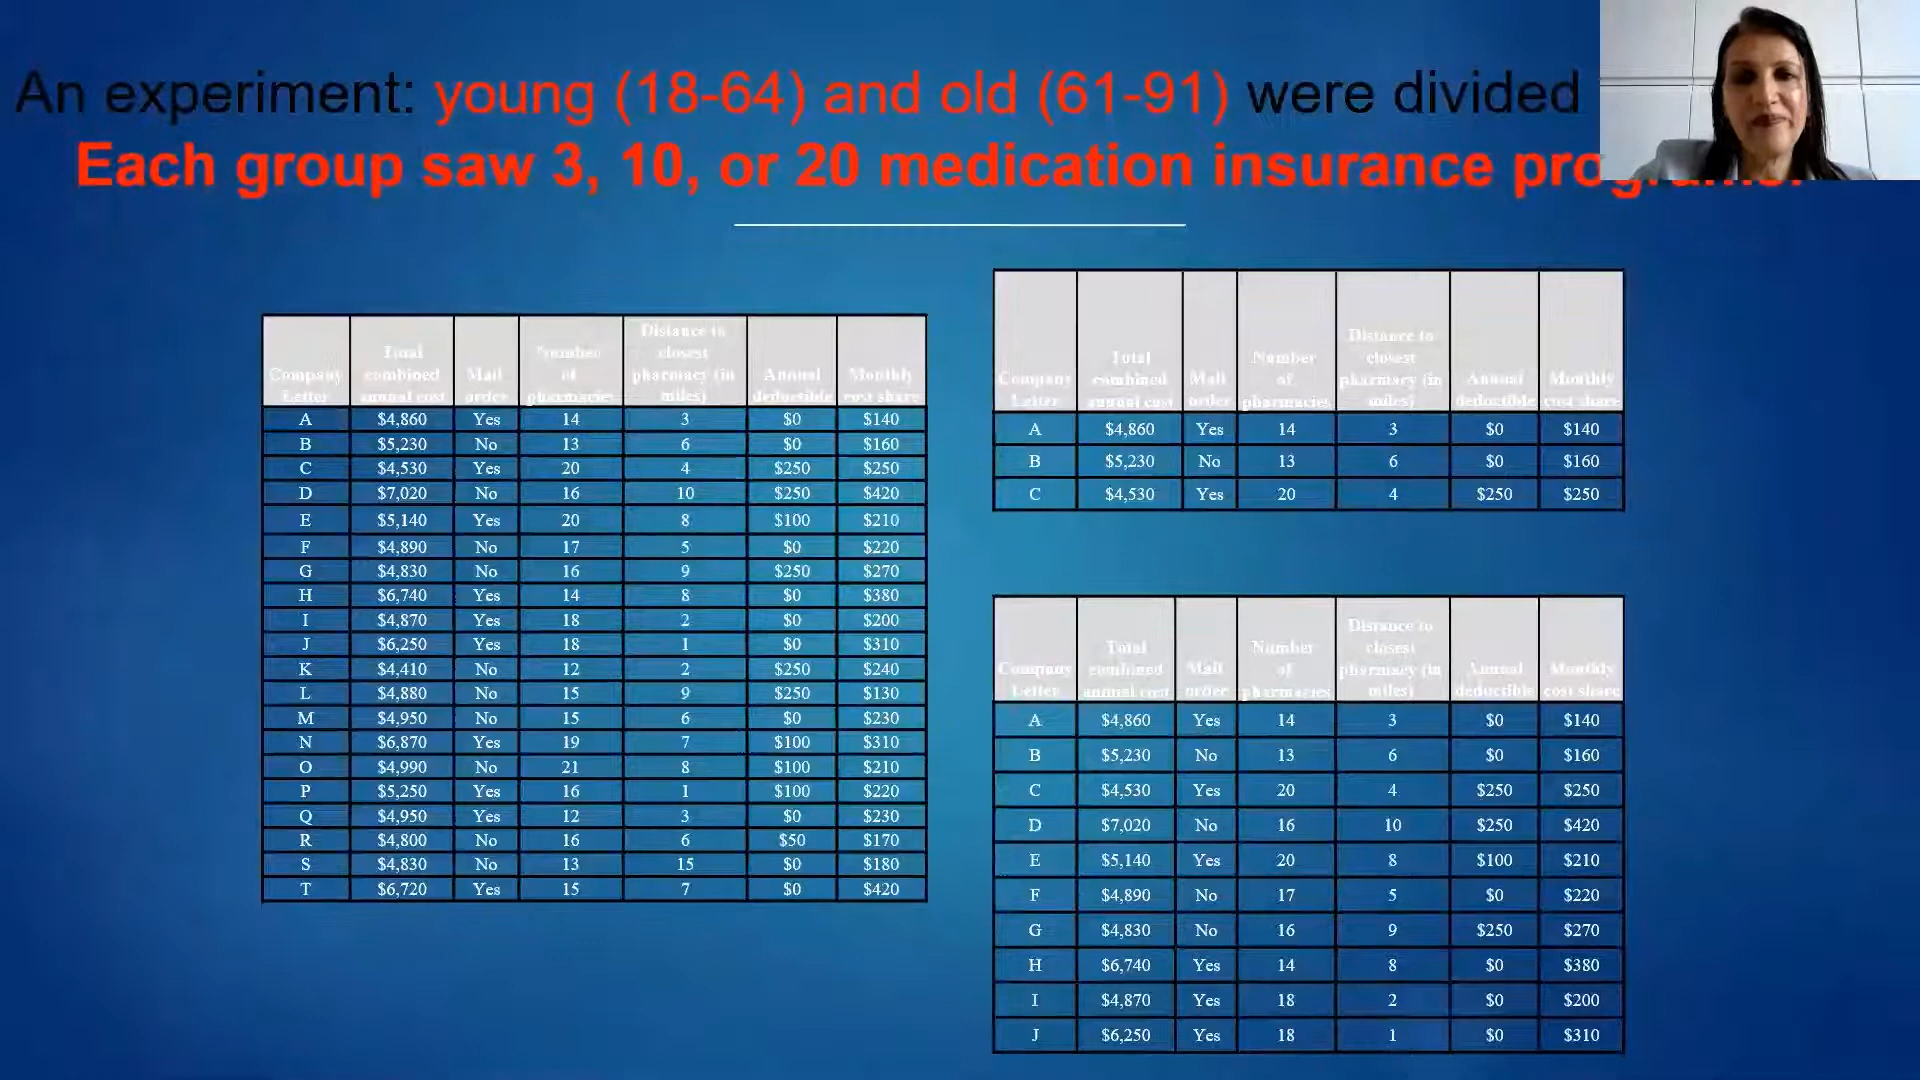 An experiment: young (18-64) and old (61-91) were divided
Each group saw 3, 10, or 20 medication insurance
Company Letter Total combined annual cost Mail order Number of pharmacies Distance to closest pharmacy (in miles) Annual deductible Monthly cost share
A $4,860 Yes 14 3 $0 $140
B $5,230 No 13 6 $0 $160
C $4,530 Yes 20 4 $250 $250
D $7,020 No 16 10 $250 $420
E $5,140 Yes 20 8 $100 $210
F $4,890 No 17 5 $0 $220
G $4,830 No 16 9 $250 $270
H $6,740 Yes 14 8 $0 $380
I $4,870 Yes 18 2 $0 $200
J $6,250 Yes 18 1 $0 $310
K $4,410 No 12 2 $250 $240
L $4,880 No 15 9 $250 $130
M $4,950 No 15 6 $0 $230
N $6,870 Yes 19 7 $100 $310
O $4,990 No 21 8 $100 $210
P $5,250 Yes 16 1 $100 $220
Q $4,950 Yes 12 3 $0 $230
R $4,800 No 16 6 $50 $170
S $4,830 No 13 15 $0 $180
T $6,720 Yes 15 7 $0 $420
Company Letter Total combined annual cost Mail order Number of pharmacies Distance to closest pharmacy (in miles) Annual deductible Monthly cost share
A $4,860 Yes 14 3 $0 $140
B $5,230 No 13 6 $0 $160
C $4,530 Yes 20 4 $250 $250
Company Letter Total combined annual cost Mail order Number of pharmacies Distance to closest pharmacy (in miles) Annual deductible Monthly cost share
A $4,860 Yes 14 3 $0 $140
B $5,230 No 13 6 $0 $160
C $4,530 Yes 20 4 $250 $250
D $7,020 No 16 10 $250 $420
E $5,140 Yes 20 8 $100 $210
F $4,890 No 17 5 $0 $220
G $4,830 No 16 9 $250 $270
H $6,740 Yes 14 8 $0 $380
I $4,870 Yes 18 2 $0 $200
J $6,250 Yes 18 1 $0 $310